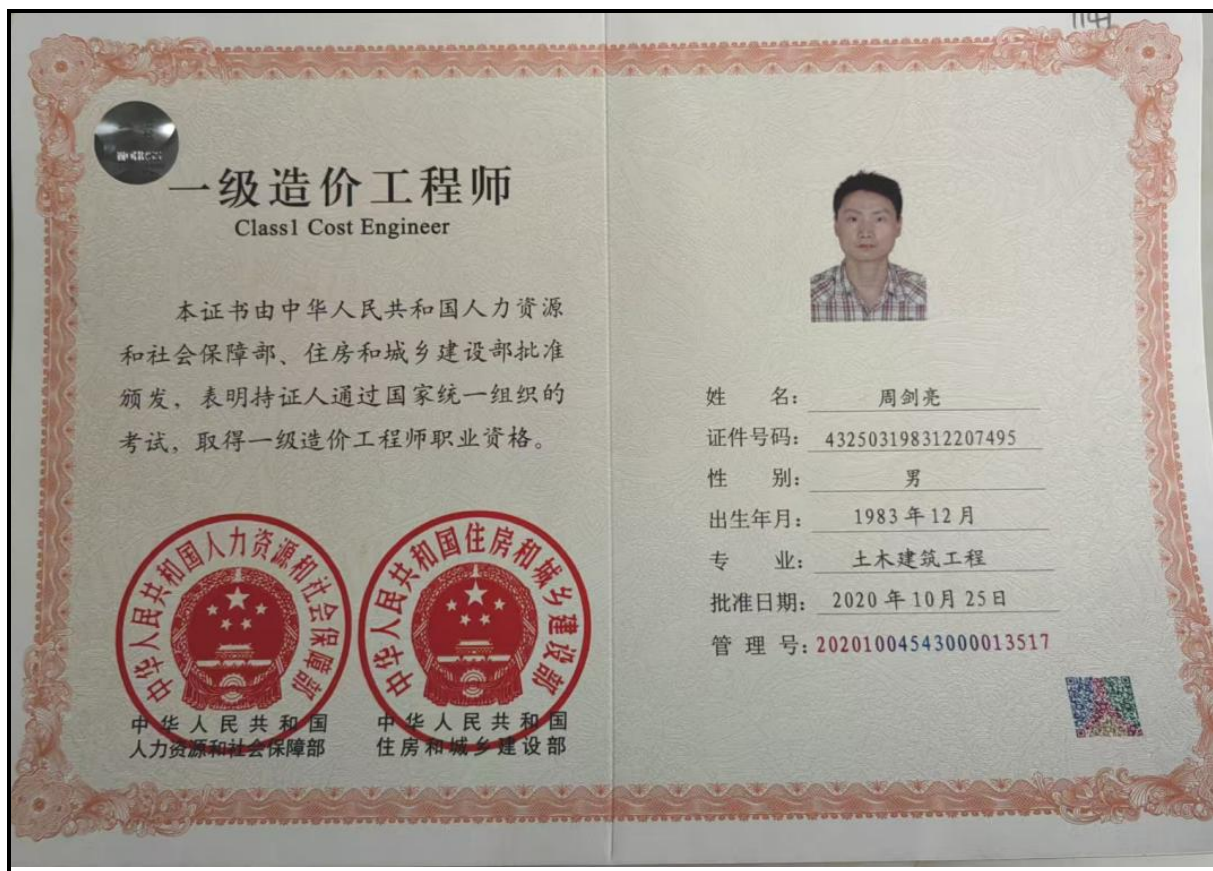 一级造价工程师
Class1 Cost Engineer
本证书由中华人民共和国人力资源
和社会保障部、住房和城乡建设部批准
颁发，表明持证人通过国家统一组织的
考试，取得一级造价工程师职业资格。
中华人民共和国人力资源和社会保障部
中华人民共和国住房和城乡建设部
中华人民共和国
人力资源和社会保障部
中华人民共和国
住房和城乡建设部
姓 名： 周剑亮
证件号码： 432503198312207495
性 别： 男
出生年月： 1983年12月
专 业： 土木建筑工程
批准日期： 2020年10月25日
管 理 号：20201004543000013517